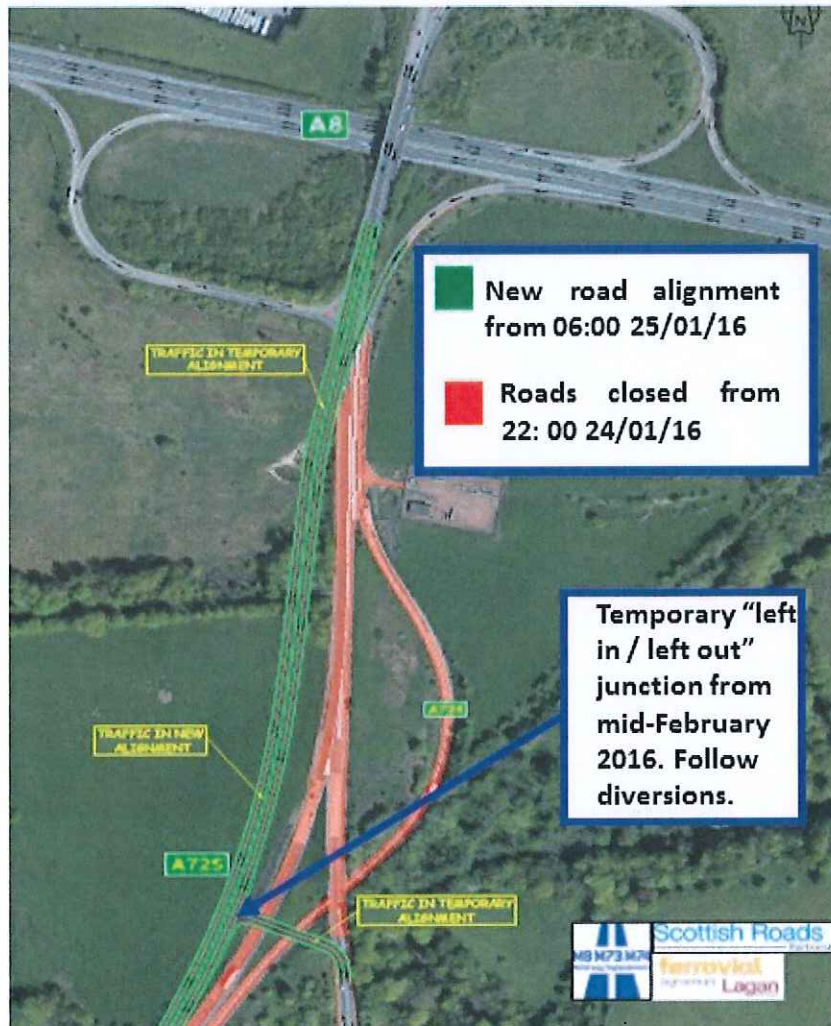 N
A8
New road alignment
from 06:00 25/01/16
Roads closed from
22: 00 24/01/16
TRAFFIC IN TEMPORARY
ALIGNMENT
Temporary “left
in / left out”
junction from
mid-February
2016. Follow
diversions.
TRAFFIC IN NEW
ALIGNMENT
A725
TRAFFIC IN TEMPORARY
ALIGNMENT
M8 M73 M74
Scottish Roads
Partnership
ferrovial
agroman
Lagan